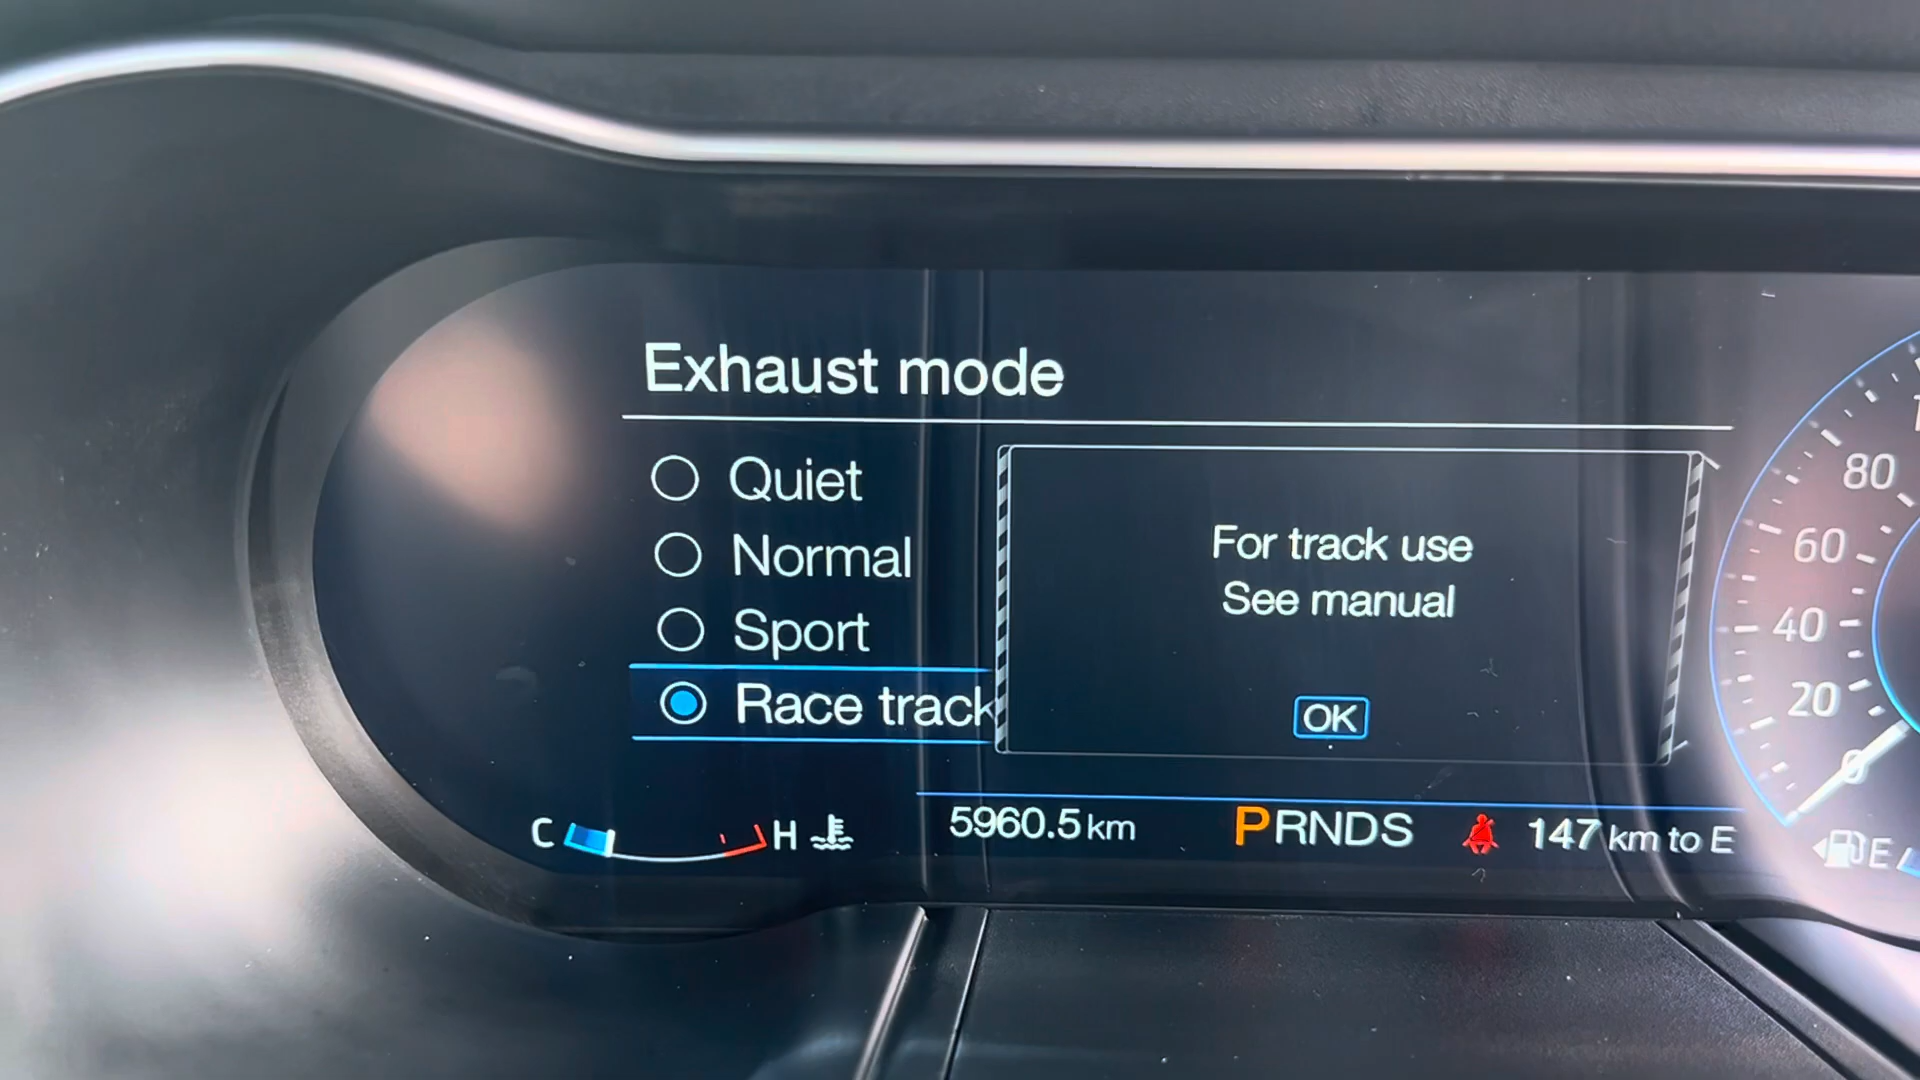 Exhaust mode
Quiet
Normal
Sport
Race track
For track use
See manual
OK
80
60
40
20
0
C H
5960.5 km
PRNDS
147 km to E
E